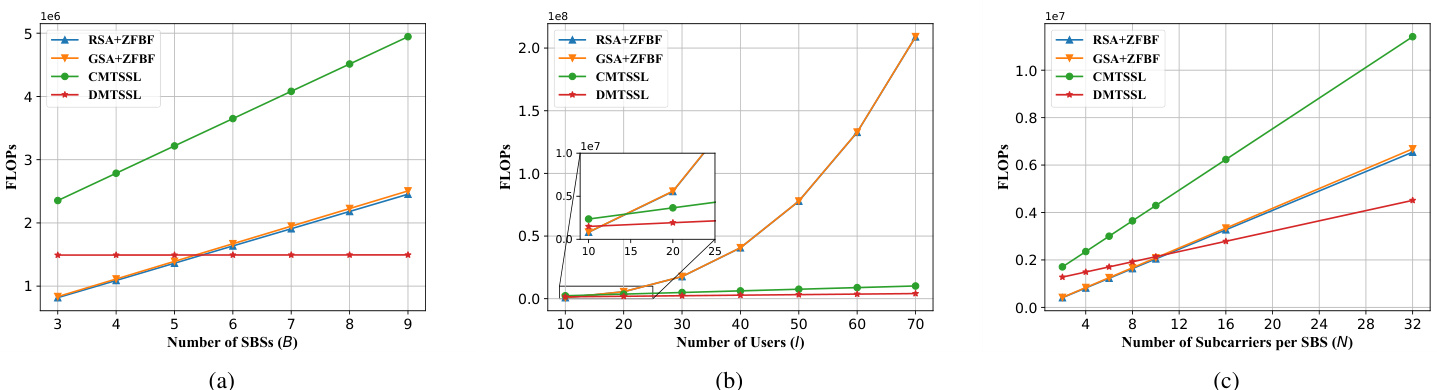 1e6
5
4
3
2
1
FLOPs
RSA+ZFBF
GSA+ZFBF
CMTSSL
DMTSSL
3 4 5 6 7 8 9
Number of SBSs (B)
(a)
1e8
2.0
1.5
1.0
0.5
0.0
FLOPs
RSA+ZFBF
GSA+ZFBF
CMTSSL
DMTSSL
1e7
1.0
0.5
0.0
10 15 20 25
10 20 30 40 50 60 70
Number of Users (I)
(b)
1e7
1.0
0.8
0.6
0.4
0.2
0.0
FLOPs
RSA+ZFBF
GSA+ZFBF
CMTSSL
DMTSSL
4 8 12 16 20 24 28 32
Number of Subcarriers per SBS (N)
(c)